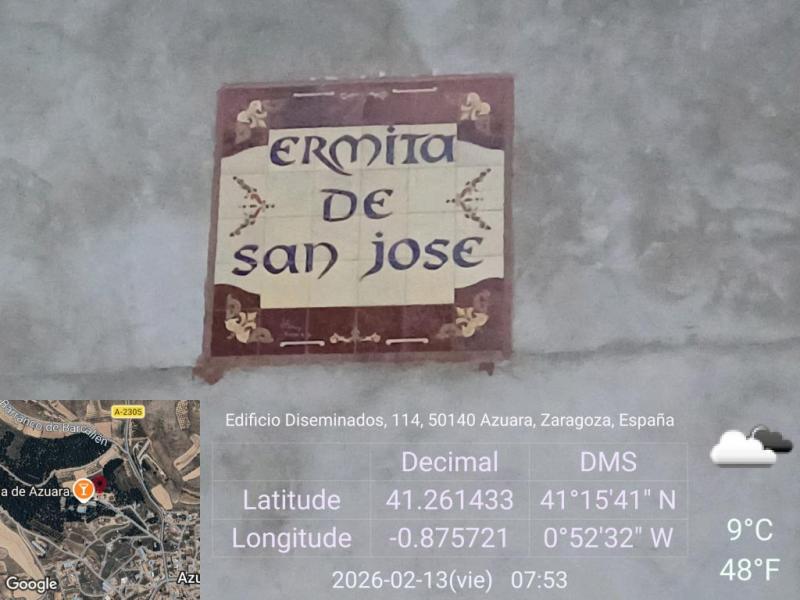 ERMITA
DE
SAN JOSE
A-2305
Barranco de Barcallén
a de Azuara
Azu
Google
Edificio Diseminados, 114, 50140 Azuara, Zaragoza, España
Decimal DMS
Latitude 41.261433 41°15'41" N
Longitude -0.875721 0°52'32" W
2026-02-13(vie) 07:53
9°C
48°F